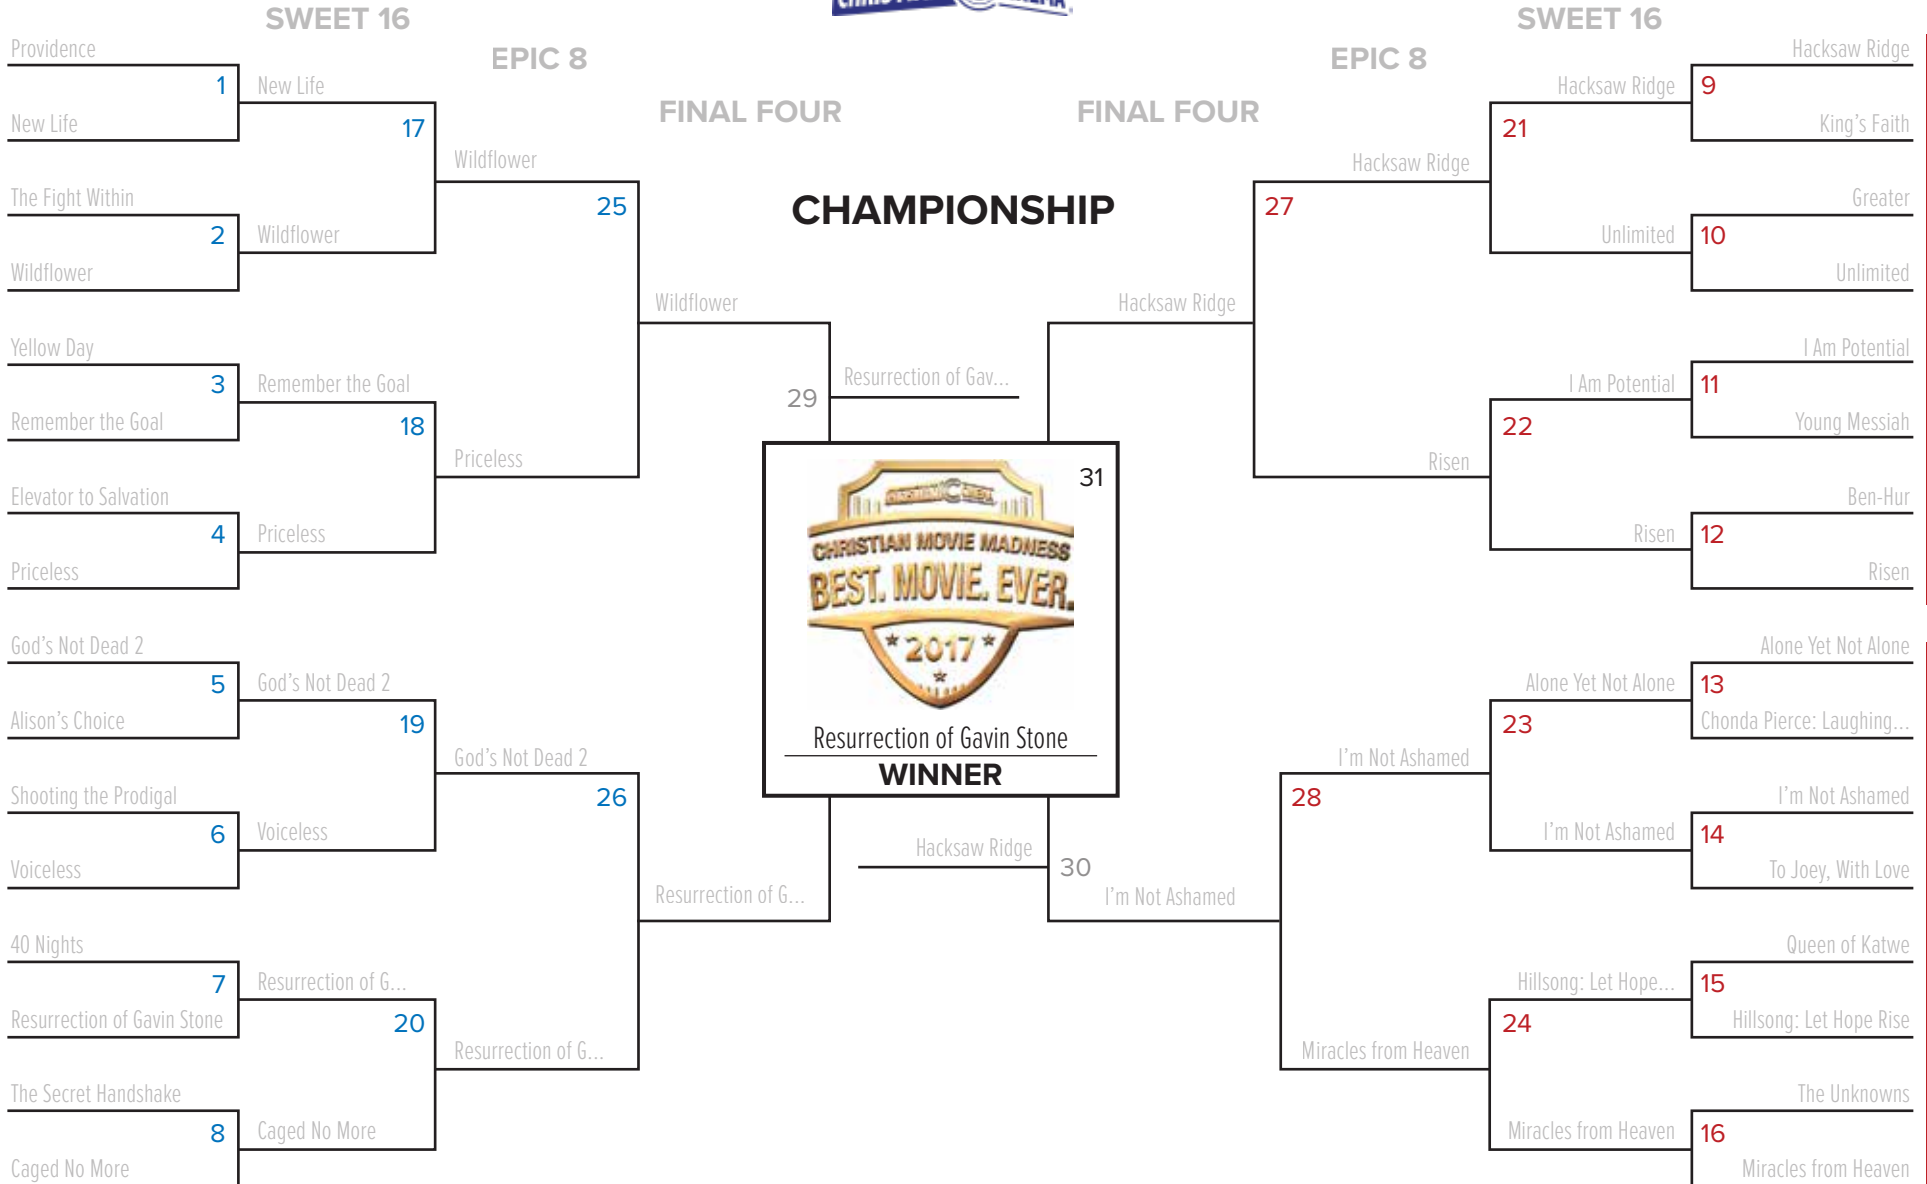 SWEET 16
SWEET 16
EPIC 8
EPIC 8
FINAL FOUR
FINAL FOUR
CHAMPIONSHIP
Providence
1
New Life
New Life
17
The Fight Within
2
Wildflower
Wildflower
Wildflower
25
Yellow Day
3
Remember the Goal
Remember the Goal
18
Elevator to Salvation
4
Priceless
Priceless
Priceless
Wildflower
God's Not Dead 2
5
God's Not Dead 2
Alison's Choice
19
Shooting the Prodigal
6
Voiceless
Voiceless
God's Not Dead 2
26
40 Nights
7
Resurrection of G...
Resurrection of Gavin Stone
20
The Secret Handshake
8
Caged No More
Caged No More
Resurrection of G...
Resurrection of G...
29
Resurrection of Gav...
31
CHRISTIAN MOVIE MADNESS
BEST. MOVIE. EVER.
2017
Resurrection of Gavin Stone
WINNER
Hacksaw Ridge
30
Hacksaw Ridge
I'm Not Ashamed
Hacksaw Ridge
27
Risen
I'm Not Ashamed
28
Miracles from Heaven
Hacksaw Ridge
9
Hacksaw Ridge
King's Faith
21
Greater
Unlimited
10
Unlimited
I Am Potential
I Am Potential
11
Young Messiah
22
Ben-Hur
Risen
12
Risen
Alone Yet Not Alone
Alone Yet Not Alone
13
Chonda Pierce: Laughing...
23
I'm Not Ashamed
I'm Not Ashamed
14
To Joey, With Love
Queen of Katwe
Hillsong: Let Hope...
15
Hillsong: Let Hope Rise
24
The Unknowns
Miracles from Heaven
16
Miracles from Heaven